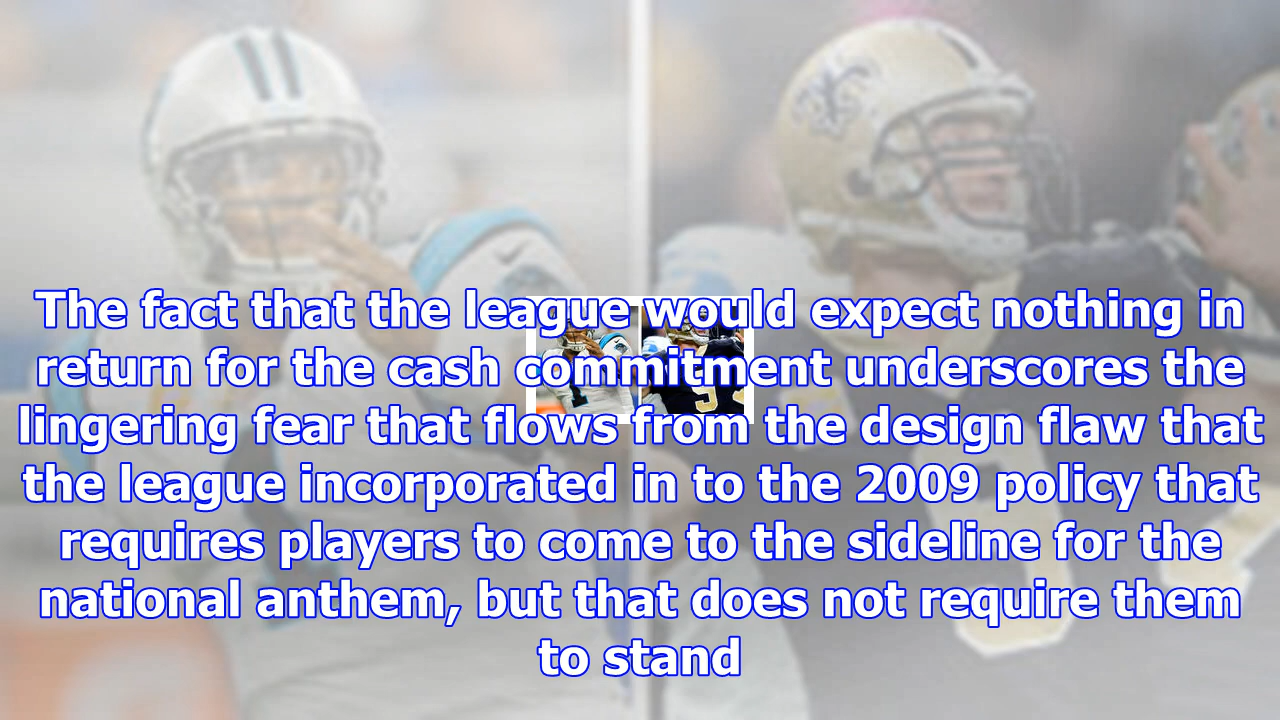 The fact that the league would expect nothing in
return for the cash commitment underscores the
lingering fear that flows from the design flaw that
the league incorporated in to the 2009 policy that
requires players to come to the sideline for the
national anthem, but that does not require them
to stand